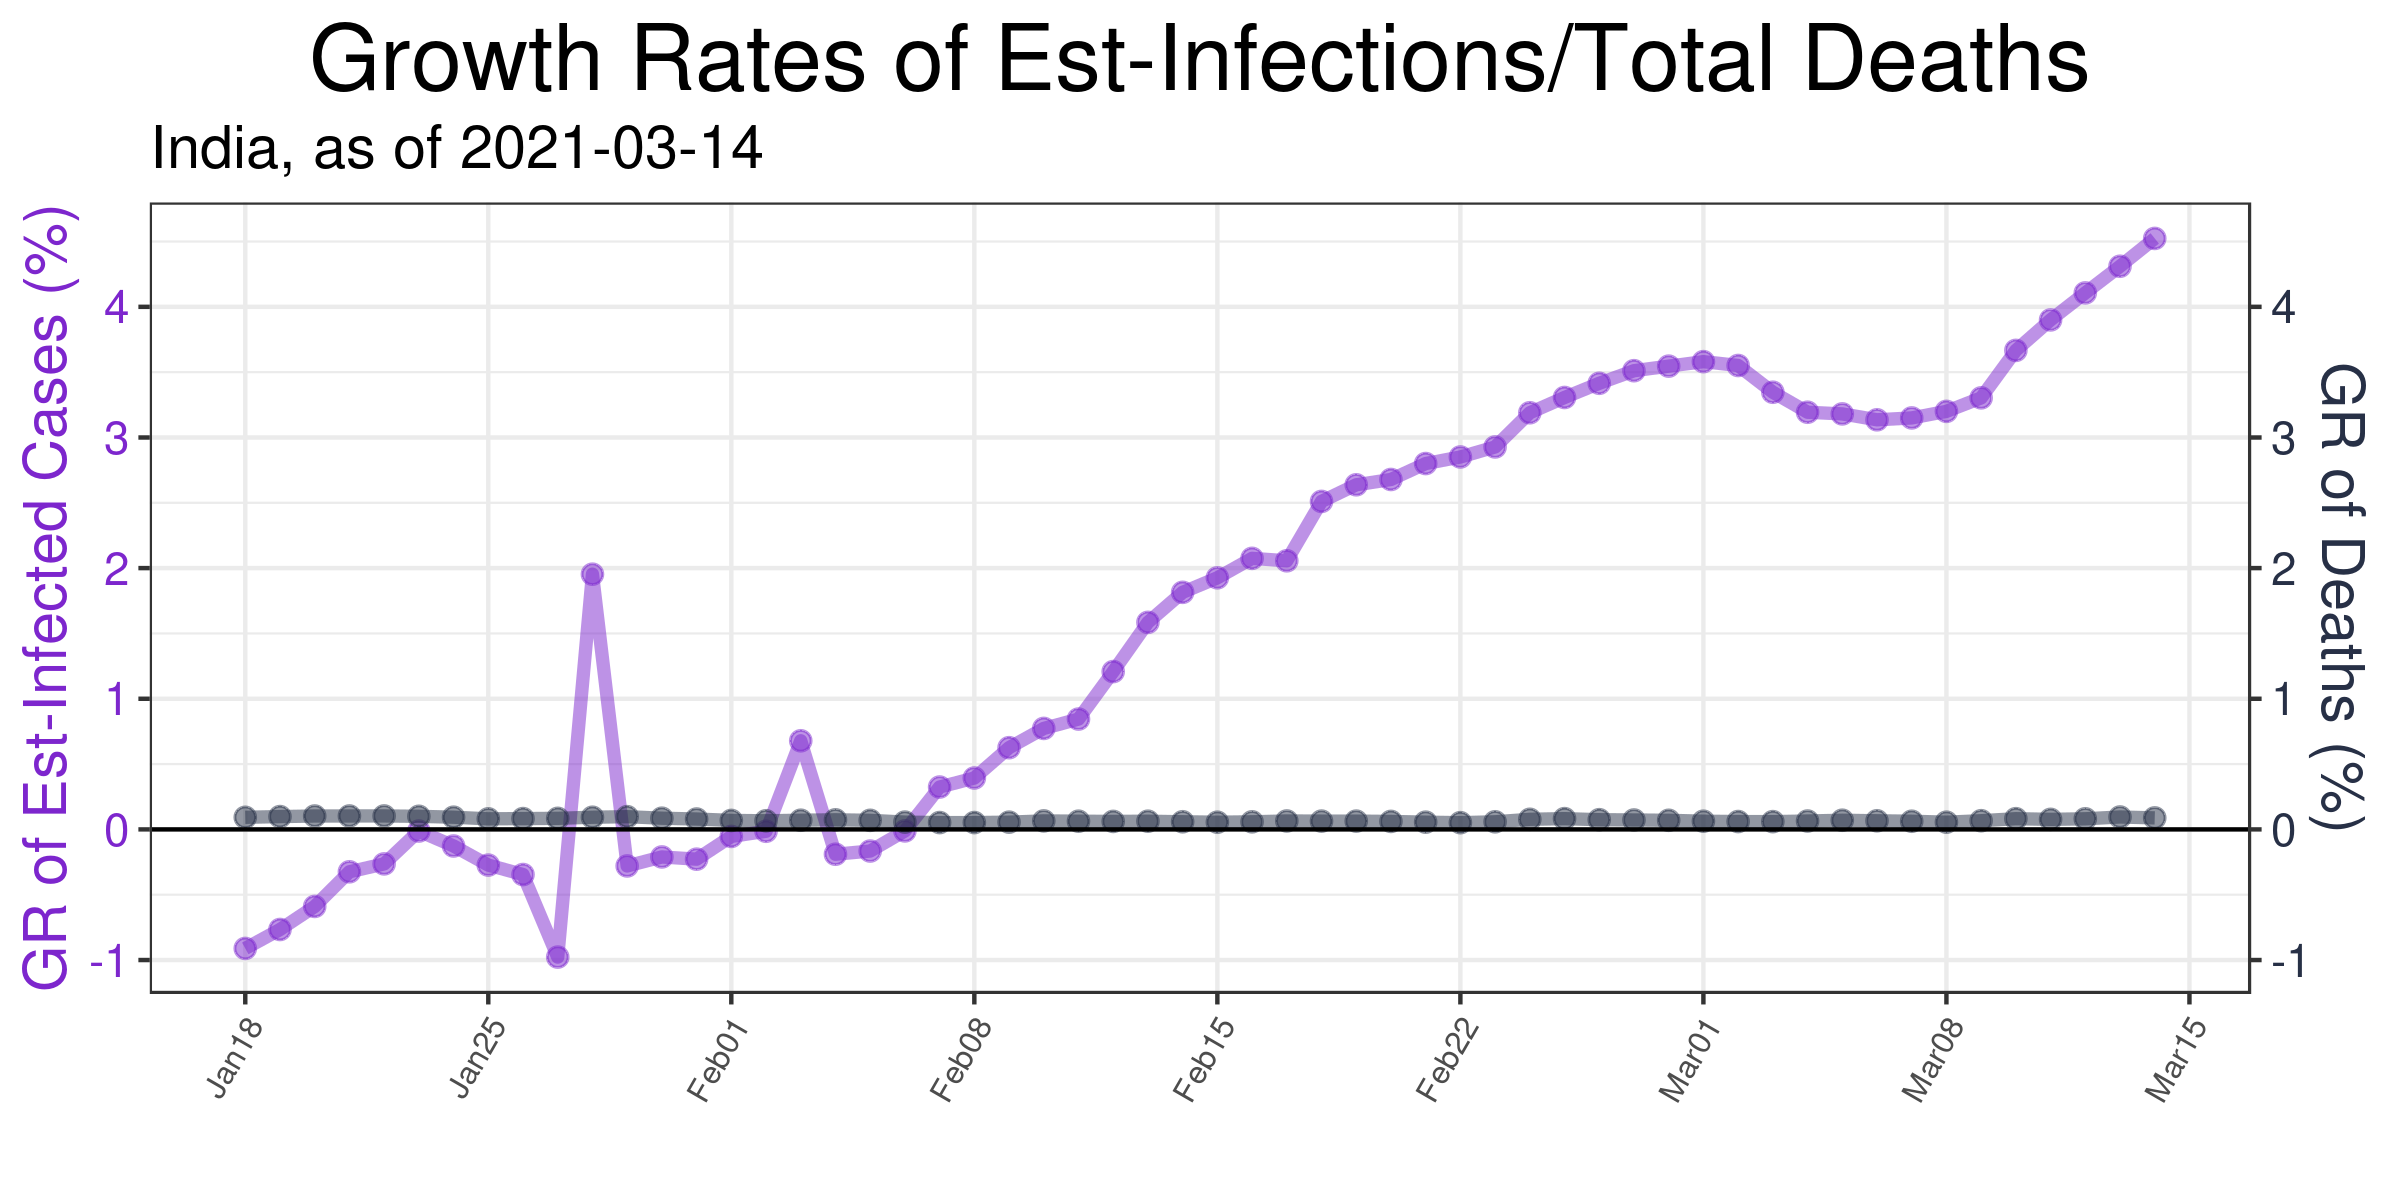 Growth Rates of Est-Infections/Total Deaths
India, as of 2021-03-14
GR of Est-Infected Cases (%)
4
3
2
1
0
-1
4
3
2
1
0
-1
GR of Deaths (%)
Jan18
Jan25
Feb01
Feb08
Feb15
Feb22
Mar01
Mar08
Mar15